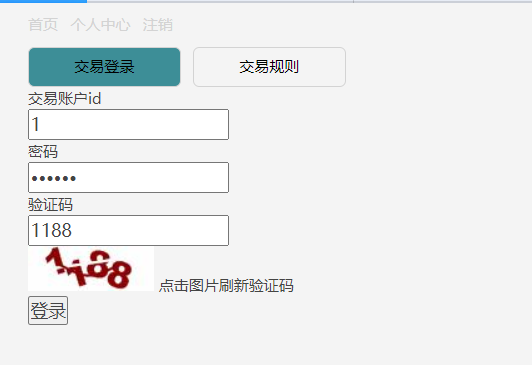 首页 个人中心 注销
交易登录 交易规则
交易账户id
1
密码
••••••
验证码
1188
1188 点击图片刷新验证码
登录